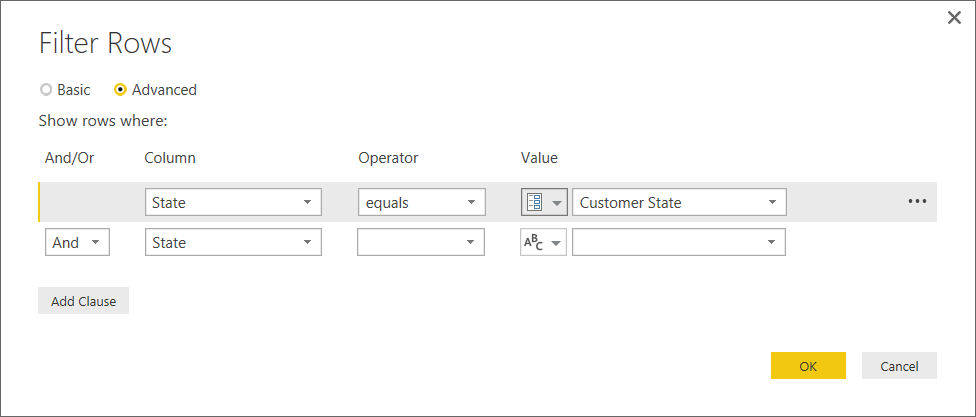 Filter Rows
Basic Advanced
Show rows where:
And/Or Column Operator Value
State equals Customer State
And State ABC
Add Clause
OK Cancel